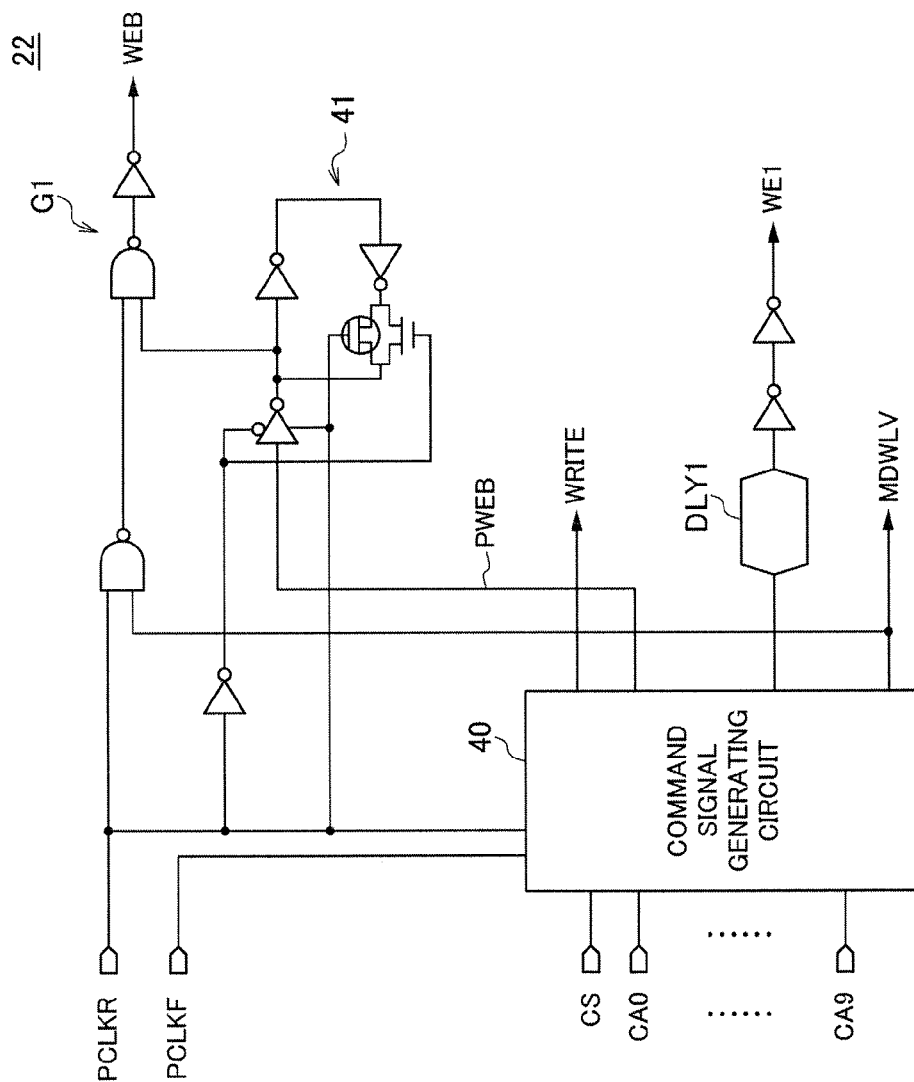 22
WEB
G1
41
PCLKR
PCLKF
PWEB
WRITE
WE1
DLY1
MDWLV
40
COMMAND
SIGNAL
GENERATING
CIRCUIT
CS
CA0
......
......
CA9